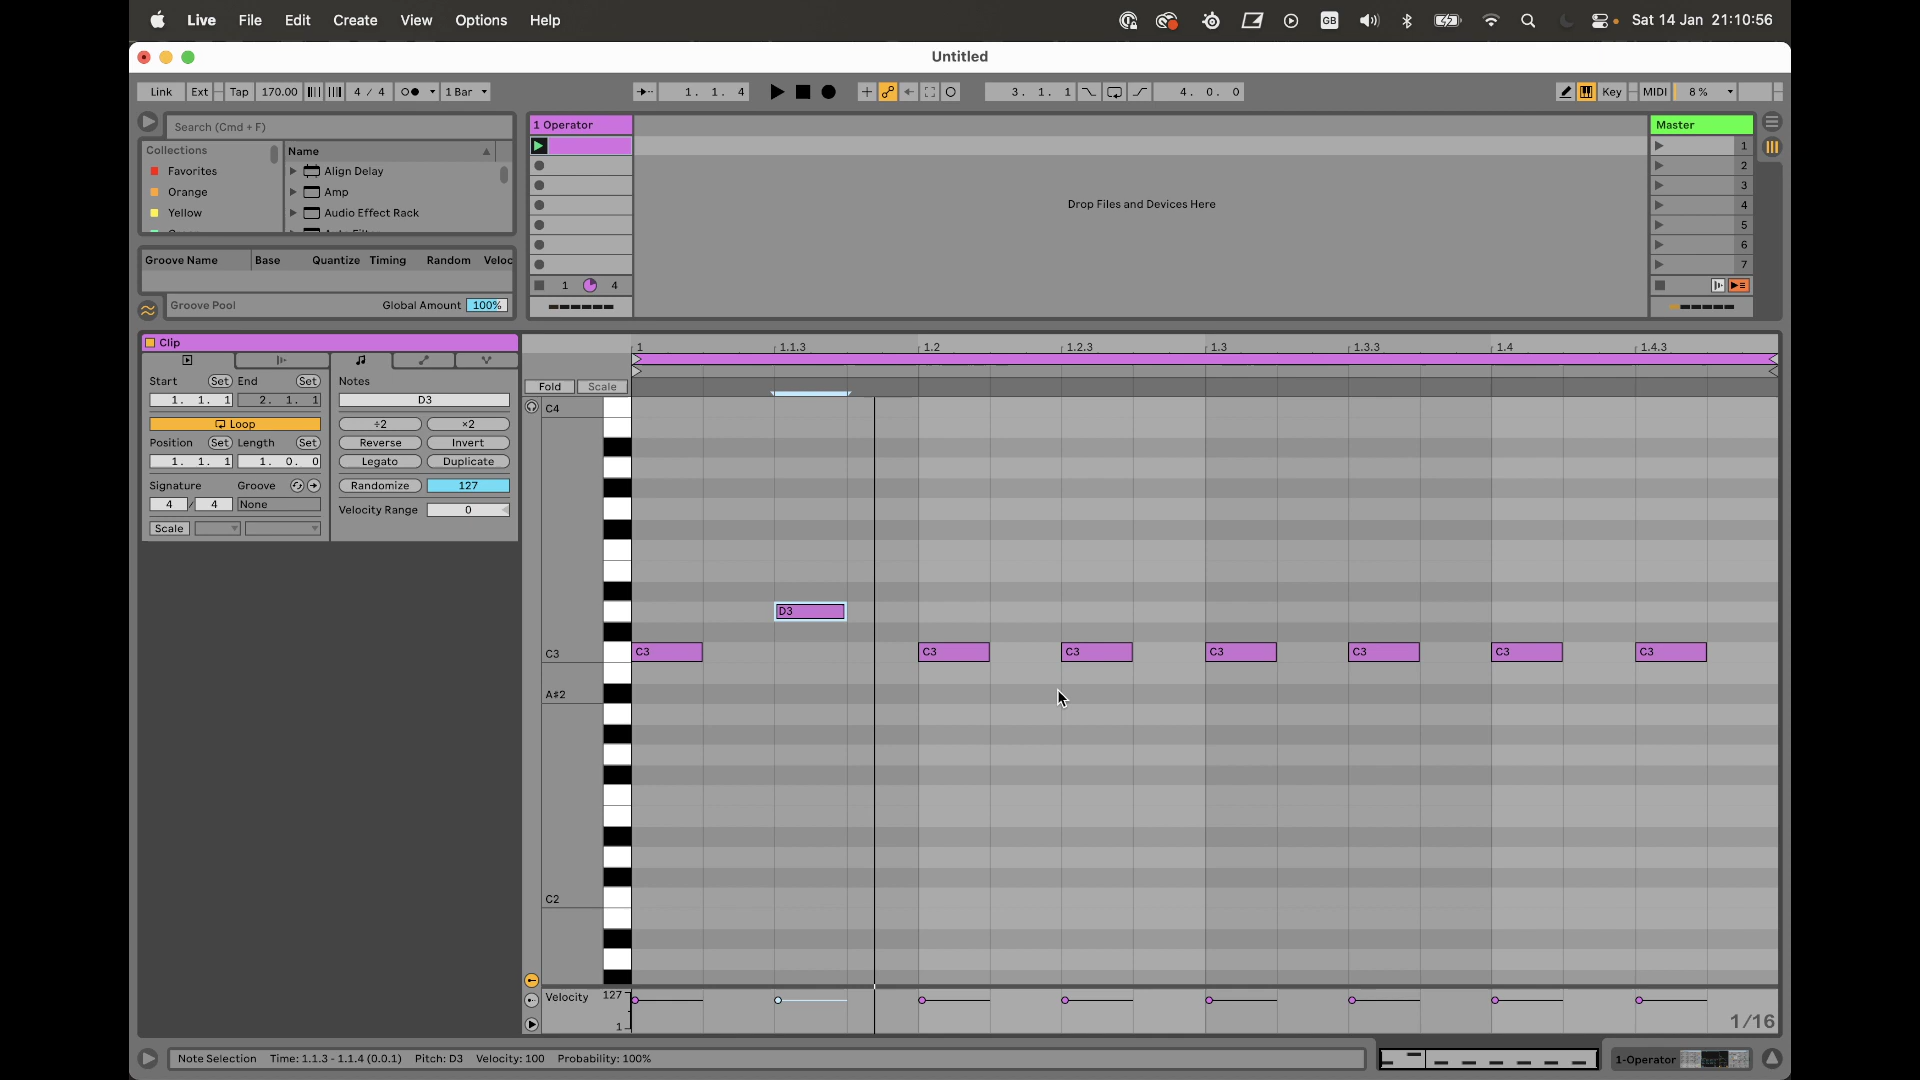 Live File Edit Create View Options Help GB Sat 14 Jan 21:10:56
Untitled
Link Ext Tap 170.00 4 / 4 1 Bar 1. 1. 4 3. 1. 1 4. 0. 0 Key MIDI 8 %
Search (Cmd + F)
Collections
Favorites
Orange
Yellow
Name
Align Delay
Amp
Audio Effect Rack
Groove Name Base Quantize Timing Random Veloc
Groove Pool Global Amount 100%
1 Operator
1 4
Drop Files and Devices Here
Master
1
2
3
4
5
6
7
Clip
Start Set End Set
1. 1. 1 2. 1. 1
Loop
Position Set Length Set
1. 1. 1 1. 0. 0
Signature Groove
4 / 4 None
Scale
Notes
D3
÷2 ×2
Reverse Invert
Legato Duplicate
Randomize 127
Velocity Range 0
1 1.1.3 1.2 1.2.3 1.3 1.3.3 1.4 1.4.3
Fold Scale
C4
D3
C3 C3 C3 C3 C3 C3 C3 C3
A♯2
C2
Velocity 127
1
1/16
Note Selection Time: 1.1.3 - 1.1.4 (0.0.1) Pitch: D3 Velocity: 100 Probability: 100%
1-Operator